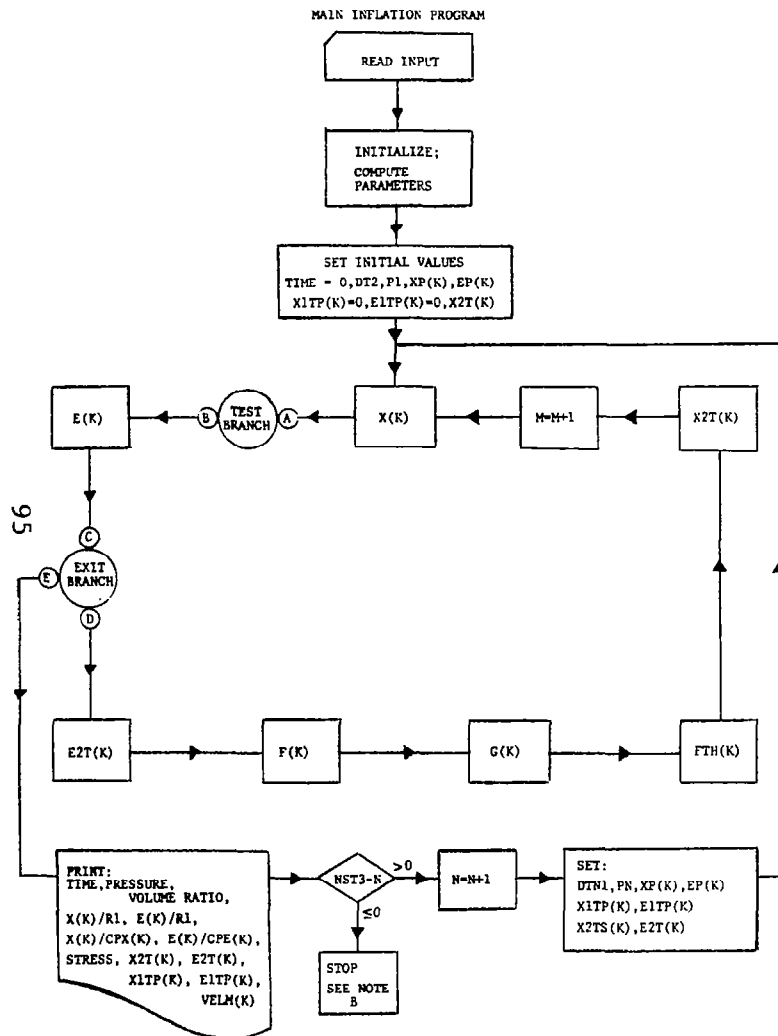 MAIN INFLATION PROGRAM
READ INPUT
INITIALIZE;
COMPUTE
PARAMETERS
SET INITIAL VALUES
TIME = 0,DT2,P1,XP(K),EP(K)
X1TP(K)=0,E1TP(K)=0,X2T(K)
E(K)
B
TEST
BRANCH
A
X(K)
M=M+1
X2T(K)
C
EXIT
BRANCH
E
D
95
E2T(K)
F(K)
G(K)
FTH(K)
PRINT:
TIME,PRESSURE,
VOLUME RATIO,
X(K)/R1, E(K)/R1,
X(K)/CPX(K), E(K)/CPE(K),
STRESS, X2T(K), E2T(K),
X1TP(K), E1TP(K),
VELM(K)
NST3-N
>0
≤0
STOP
SEE NOTE
B
N=N+1
SET:
DTN1,PN,XP(K),EP(K)
X1TP(K),E1TP(K)
X2TS(K),E2T(K)